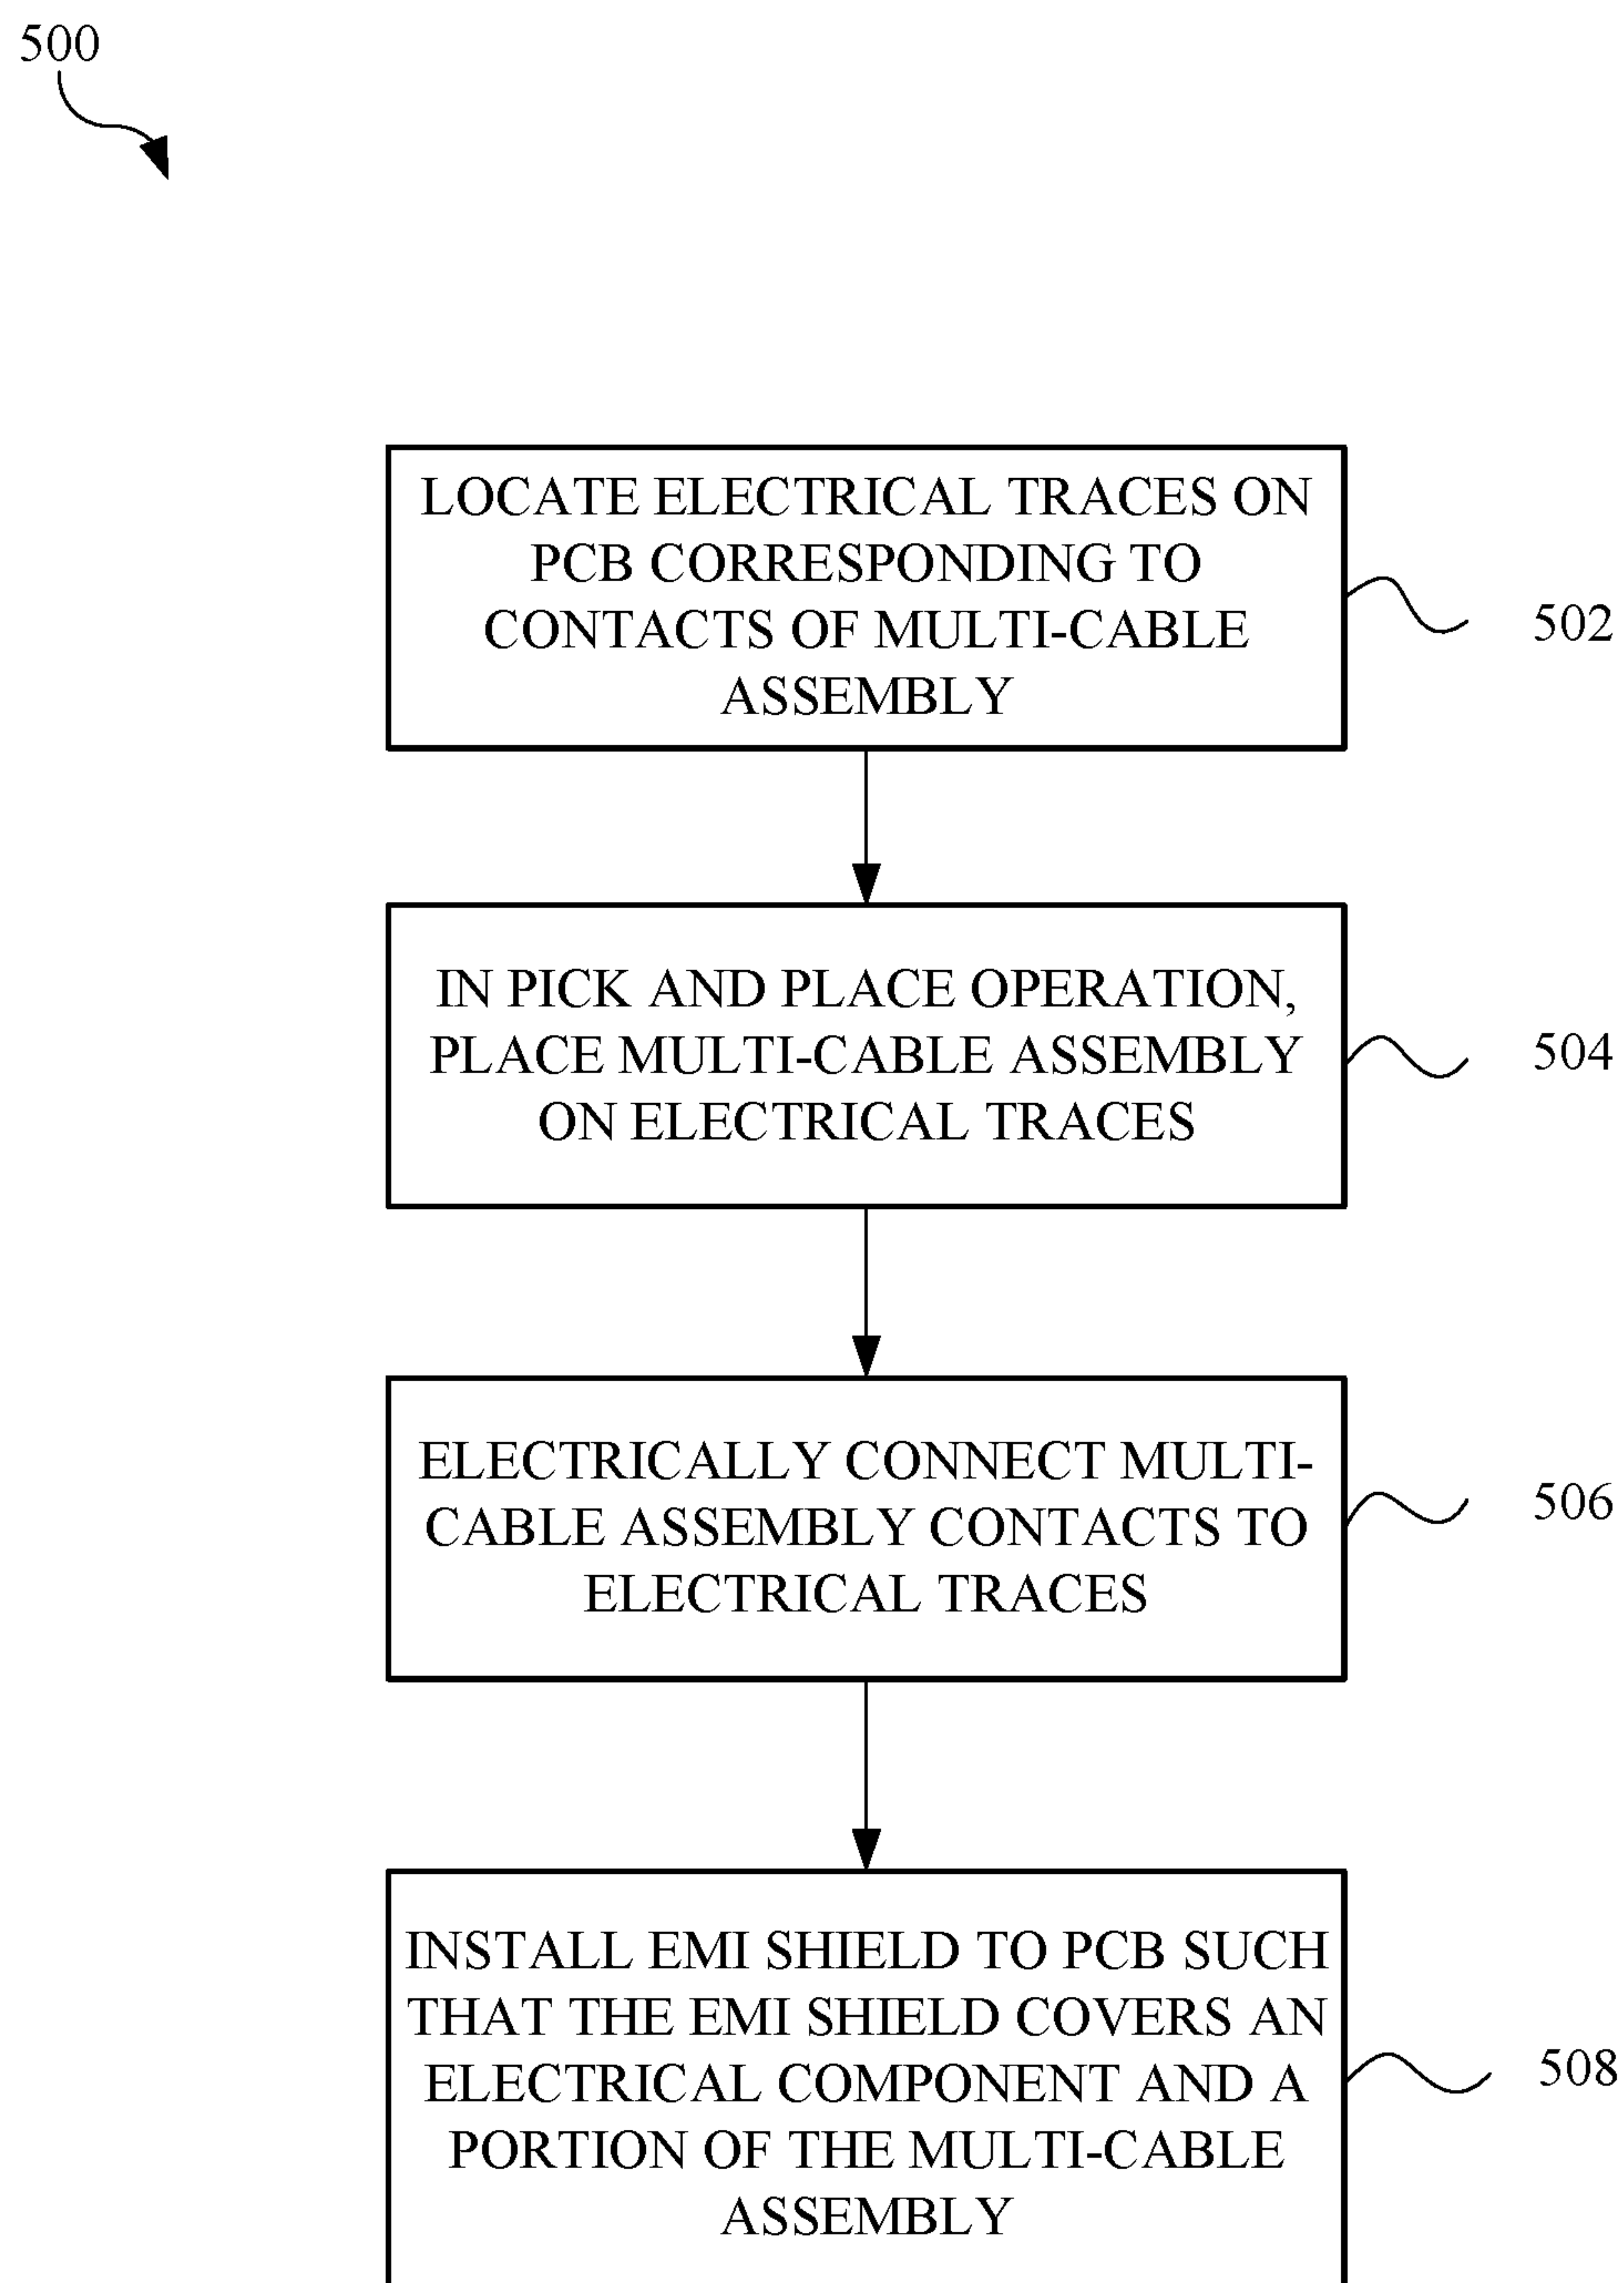 500
LOCATE ELECTRICAL TRACES ON
PCB CORRESPONDING TO
CONTACTS OF MULTI-CABLE
ASSEMBLY
502
IN PICK AND PLACE OPERATION,
PLACE MULTI-CABLE ASSEMBLY
ON ELECTRICAL TRACES
504
ELECTRICALLY CONNECT MULTI-
CABLE ASSEMBLY CONTACTS TO
ELECTRICAL TRACES
506
INSTALL EMI SHIELD TO PCB SUCH
THAT THE EMI SHIELD COVERS AN
ELECTRICAL COMPONENT AND A
PORTION OF THE MULTI-CABLE
ASSEMBLY
508